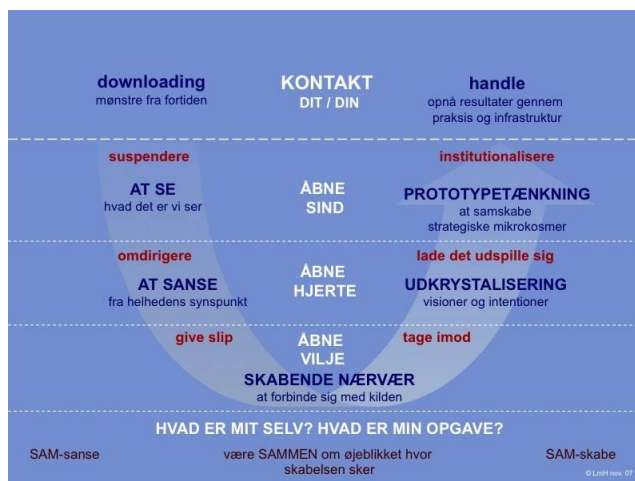 downloading
mønstre fra fortiden
KONTAKT
DIT / DIN
handle
opnå resultater gennem
praksis og infrastruktur
suspendere
institutionalisere
AT SE
hvad det er vi ser
ÅBNE
SIND
PROTOTYPETÆNKNING
at samskabe
strategiske mikrokosmer
omdirigere
lade det udspille sig
AT SANSE
fra helhedens synspunkt
ÅBNE
HJERTE
UDKRYSTALISERING
visioner og intentioner
give slip
ÅBNE
VILJE
tage imod
SKABENDE NÆRVÆR
at forbinde sig med kilden
HVAD ER MIT SELV? HVAD ER MIN OPGAVE?
SAM-sanse
være SAMMEN om øjeblikket hvor
skabelsen sker
SAM-skabe
© LmH nov. 07